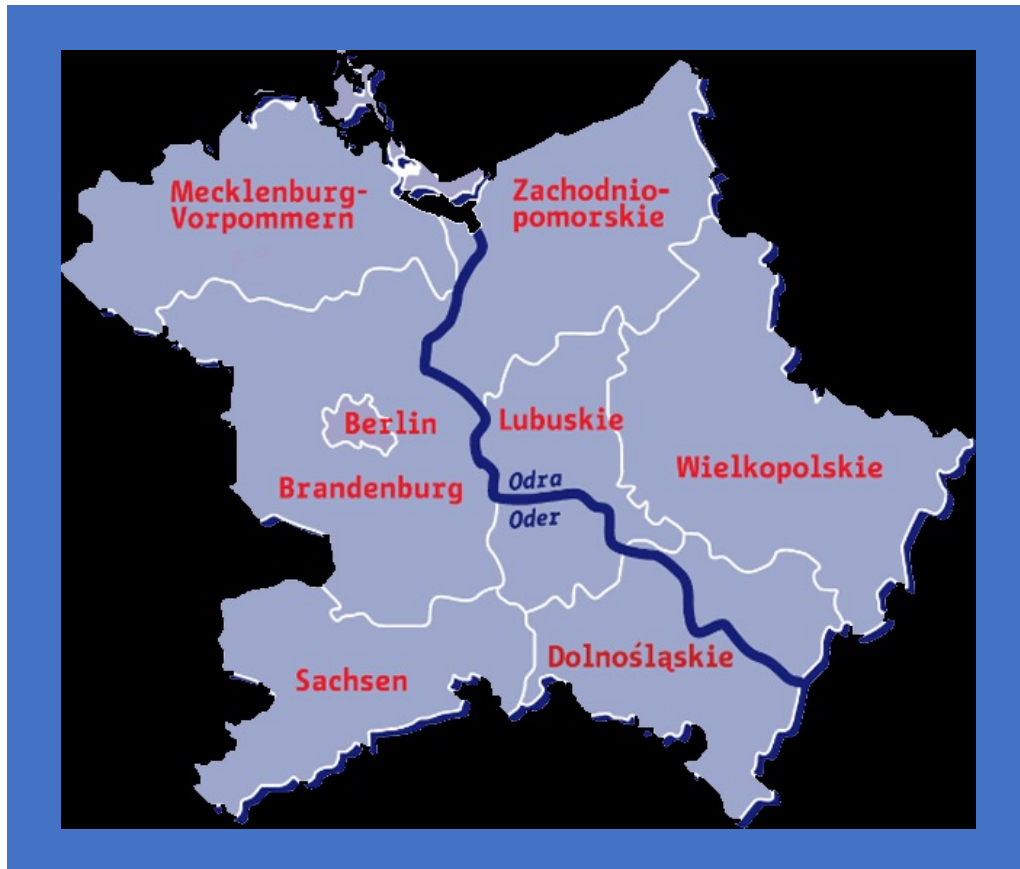 Mecklenburg-
Vorpommern
Zachodnio-
pomorskie
Berlin
Lubuskie
Wielkopolskie
Brandenburg
Odra
Oder
Dolnośląskie
Sachsen